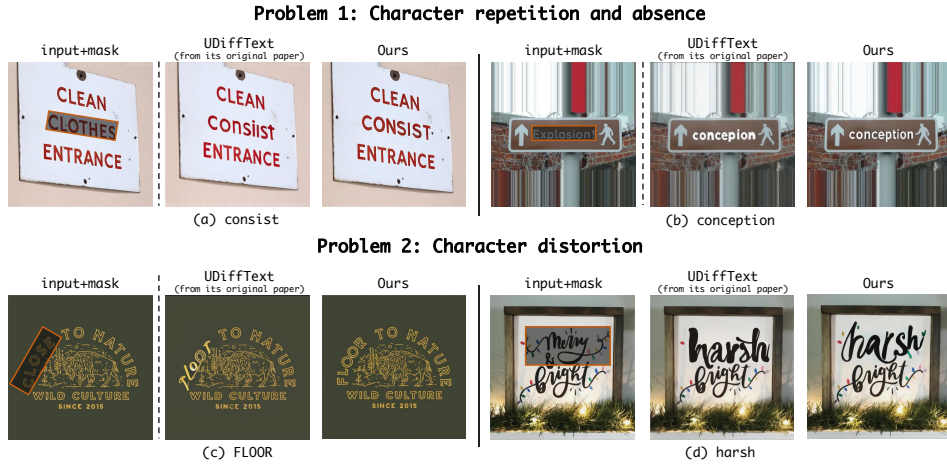 Problem 1: Character repetition and absence
input+mask
UDiffText
(from its original paper)
Ours
input+mask
UDiffText
(from its original paper)
Ours
CLEAN
CLOTHES
ENTRANCE
CLEAN
consiist
ENTRANCE
CLEAN
CONSIST
ENTRANCE
Explosion!
concepion
conception
(a) consist
(b) conception
Problem 2: Character distortion
input+mask
UDiffText
(from its original paper)
Ours
input+mask
UDiffText
(from its original paper)
Ours
CLOSE TO NATURE
WILD CULTURE
SINCE 2015
FLOOR TO NATURE
WILD CULTURE
SINCE 2015
FLOOR TO NATURE
WILD CULTURE
SINCE 2015
Merry
&
bright
harsh
bright
harsh
bright
(c) FLOOR
(d) harsh